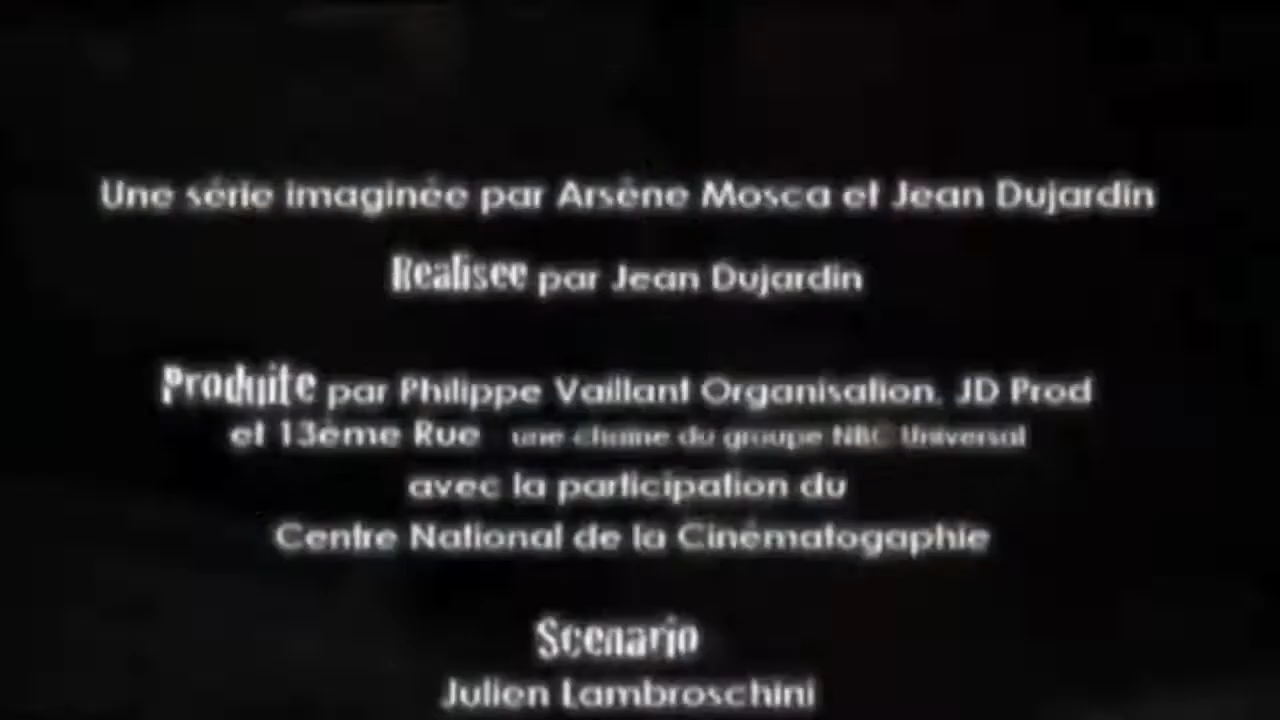 Une série imaginée par Arsène Mosca et Jean Dujardin
Realisee par Jean Dujardin
Produite par Philippe Vaillant Organisation, JD Prod
et 13ème Rue une chaine du groupe NBC Universal
avec la participation du
Centre National de la Cinématogaphie
Scenario
Julien Lambroschini